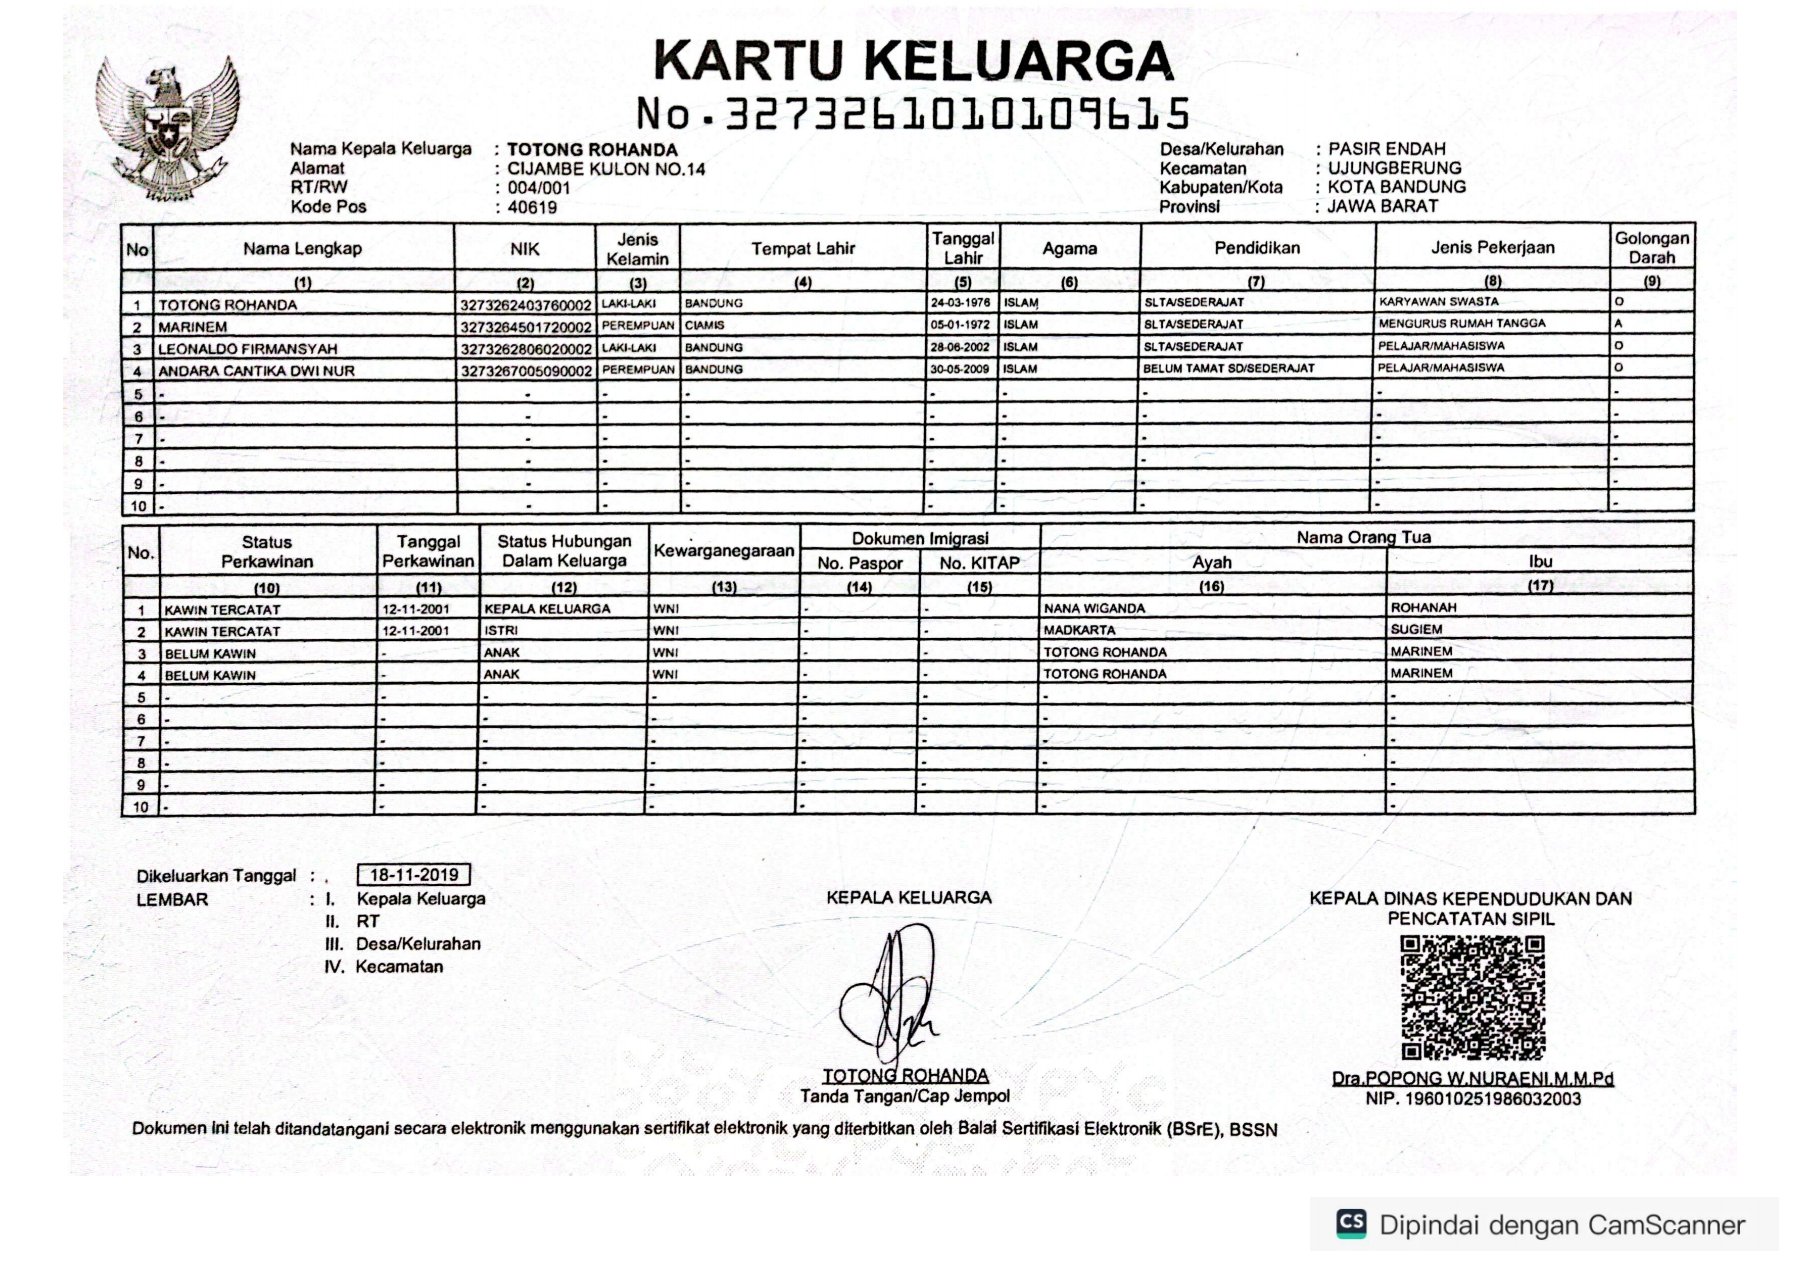 KARTU KELUARGA
No.3273261010109615
Nama Kepala Keluarga : TOTONG ROHANDA
Alamat : CIJAMBE KULON NO.14
RT/RW : 004/001
Kode Pos : 40619
Desa/Kelurahan : PASIR ENDAH
Kecamatan : UJUNGBERUNG
Kabupaten/Kota : KOTA BANDUNG
Provinsi : JAWA BARAT
No Nama Lengkap NIK Jenis Kelamin Tempat Lahir Tanggal Lahir Agama Pendidikan Jenis Pekerjaan Golongan Darah
(1) (2) (3) (4) (5) (6) (7) (8) (9)
1 TOTONG ROHANDA 3273262403760002 LAKI-LAKI BANDUNG 24-03-1976 ISLAM SLTA/SEDERAJAT KARYAWAN SWASTA O
2 MARINEM 3273264501720002 PEREMPUAN CIAMIS 05-01-1972 ISLAM SLTA/SEDERAJAT MENGURUS RUMAH TANGGA A
3 LEONALDO FIRMANSYAH 3273262806020002 LAKI-LAKI BANDUNG 28-06-2002 ISLAM SLTA/SEDERAJAT PELAJAR/MAHASISWA O
4 ANDARA CANTIKA DWI NUR 3273267005090002 PEREMPUAN BANDUNG 30-05-2009 ISLAM BELUM TAMAT SD/SEDERAJAT PELAJAR/MAHASISWA O
5 - - - - - - - - -
6 - - - - - - - - -
7 - - - - - - - - -
8 - - - - - - - - -
9 - - - - - - - - -
10 - - - - - - - - -
No. Status Perkawinan Tanggal Perkawinan Status Hubungan Dalam Keluarga Kewarganegaraan Dokumen Imigrasi Nama Orang Tua
No. Paspor No. KITAP Ayah Ibu
(10) (11) (12) (13) (14) (15) (16) (17)
1 KAWIN TERCATAT 12-11-2001 KEPALA KELUARGA WNI - - NANA WIGANDA ROHANAH
2 KAWIN TERCATAT 12-11-2001 ISTRI WNI - - MADKARTA SUGIEM
3 BELUM KAWIN - ANAK WNI - - TOTONG ROHANDA MARINEM
4 BELUM KAWIN - ANAK WNI - - TOTONG ROHANDA MARINEM
5 - - - - - - - -
6 - - - - - - - -
7 - - - - - - - -
8 - - - - - - - -
9 - - - - - - - -
10 - - - - - - - -
Dikeluarkan Tanggal : . 18-11-2019
LEMBAR : I. Kepala Keluarga
II. RT
III. Desa/Kelurahan
IV. Kecamatan
KEPALA KELUARGA
TOTONG ROHANDA
Tanda Tangan/Cap Jempol
KEPALA DINAS KEPENDUDUKAN DAN
PENCATATAN SIPIL
Dra.POPONG W.NURAENI.M.M.Pd
NIP. 196010251986032003
Dokumen ini telah ditandatangani secara elektronik menggunakan sertifikat elektronik yang diterbitkan oleh Balai Sertifikasi Elektronik (BSrE), BSSN
CS Dipindai dengan CamScanner